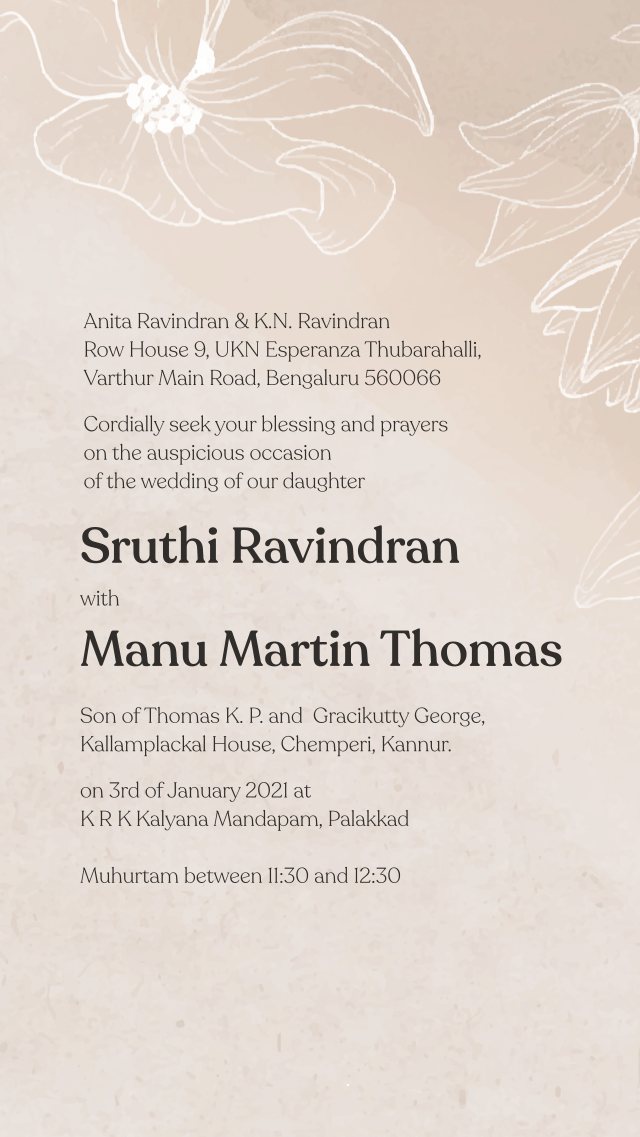 Anita Ravindran & K.N. Ravindran
Row House 9, UKN Esperanza Thubarahalli,
Varthur Main Road, Bengaluru 560066
Cordially seek your blessing and prayers
on the auspicious occasion
of the wedding of our daughter
Sruthi Ravindran
with
Manu Martin Thomas
Son of Thomas K. P. and Gracikutty George,
Kallamplackal House, Chemperi, Kannur.
on 3rd of January 2021 at
K R K Kalyana Mandapam, Palakkad
Muhurtam between 11:30 and 12:30